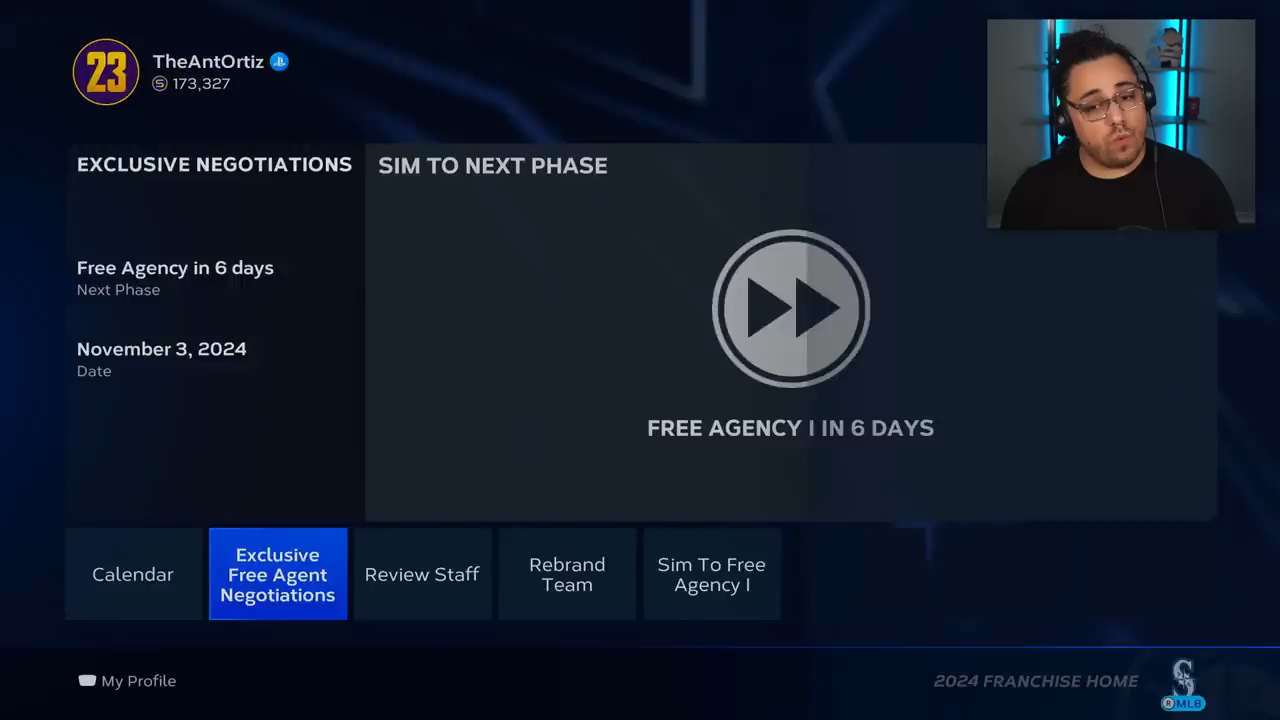 23
TheAntOrtiz
173,327
EXCLUSIVE NEGOTIATIONS
Free Agency in 6 days
Next Phase
November 3, 2024
Date
SIM TO NEXT PHASE
FREE AGENCY I IN 6 DAYS
Calendar
Exclusive
Free Agent
Negotiations
Review Staff
Rebrand
Team
Sim To Free
Agency I
My Profile
2024 FRANCHISE HOME
S
R MLB